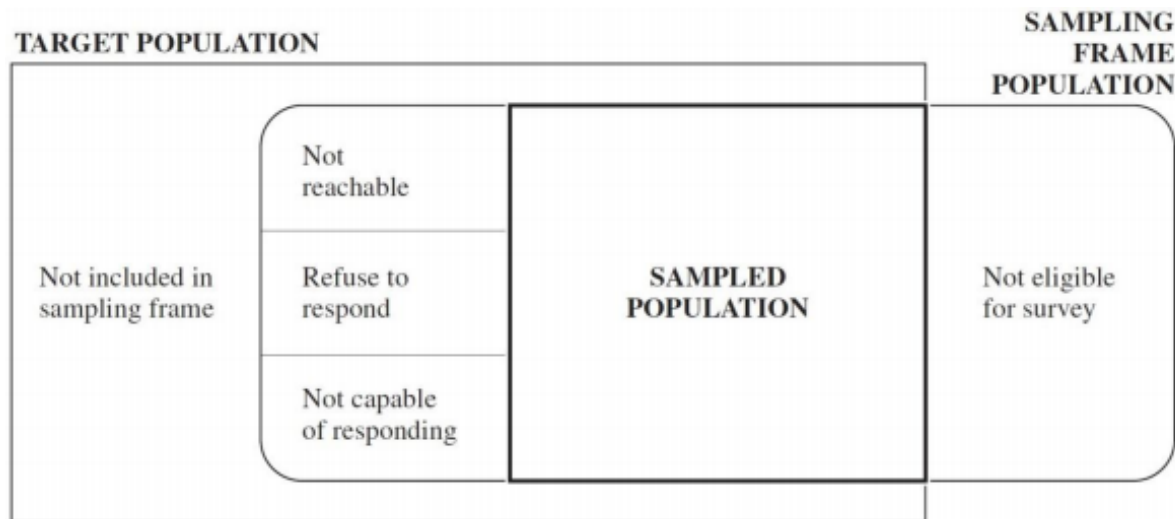 TARGET POPULATION
SAMPLING
FRAME
POPULATION
Not
reachable
Not included in
sampling frame
Refuse to
respond
SAMPLED
POPULATION
Not eligible
for survey
Not capable
of responding